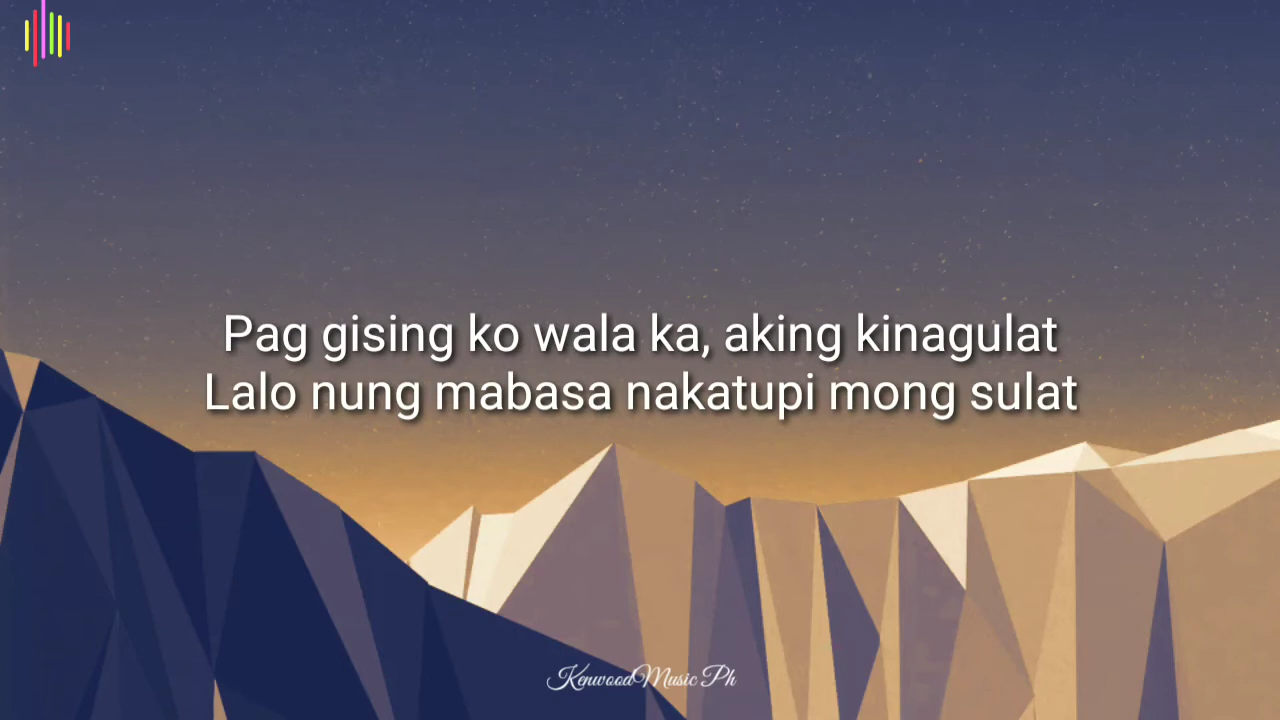 Pag gising ko wala ka, aking kinagulat
Lalo nung mabasa nakatupi mong sulat
KenwoodMusic Ph